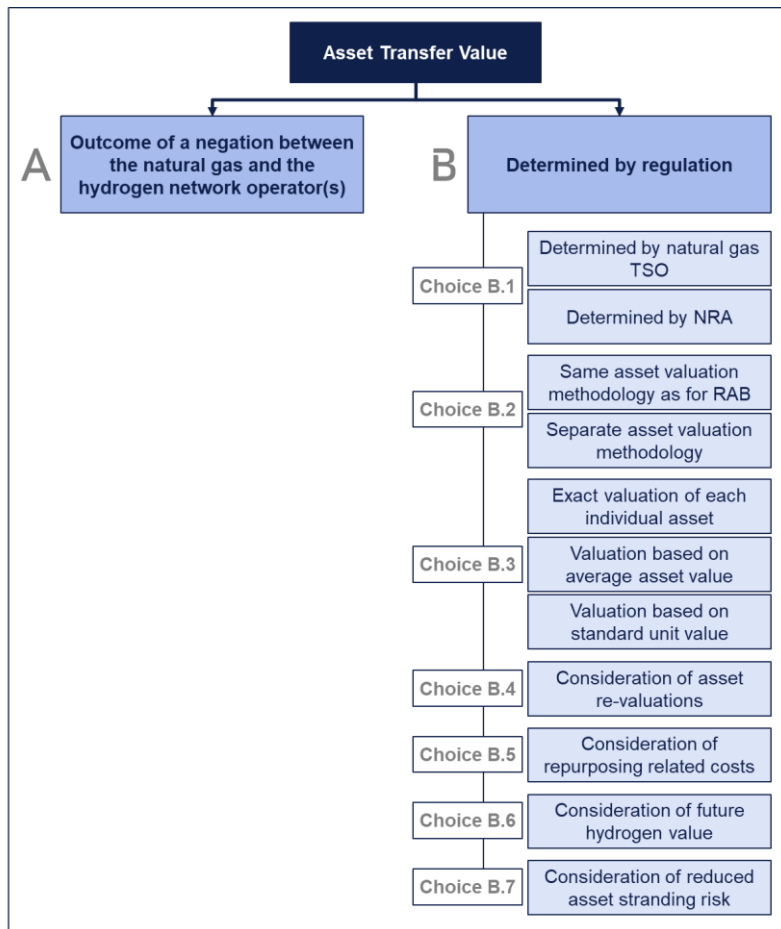 Asset Transfer Value
A
Outcome of a negation between
the natural gas and the
hydrogen network operator(s)
B
Determined by regulation
Choice B.1
Determined by natural gas
TSO
Determined by NRA
Choice B.2
Same asset valuation
methodology as for RAB
Separate asset valuation
methodology
Choice B.3
Exact valuation of each
individual asset
Valuation based on
average asset value
Valuation based on
standard unit value
Choice B.4
Consideration of asset
re-valuations
Choice B.5
Consideration of
repurposing related costs
Choice B.6
Consideration of future
hydrogen value
Choice B.7
Consideration of reduced
asset stranding risk